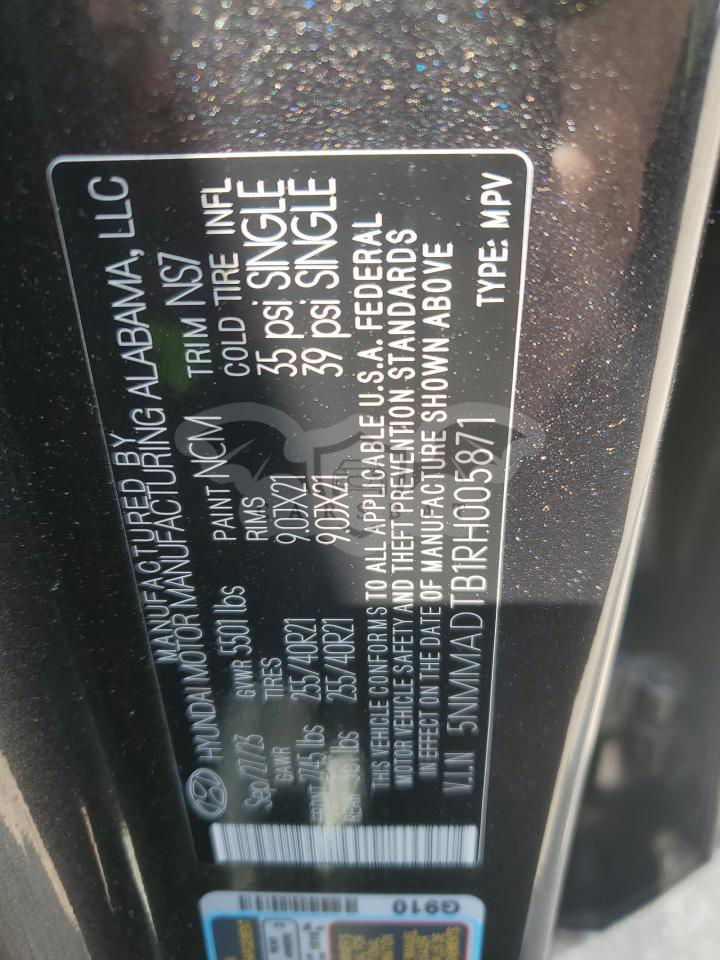 MANUFACTURED BY
HYUNDAI MOTOR MANUFACTURING ALABAMA, LLC
Sep/27/23 GVWR 5501 lbs PAINT NCM TRIM NS7
GAWR TIRES RIMS COLD TIRE INFL
FRONT 2745 lbs 255/40R21 9.0JX21 35 psi SINGLE
REAR lbs 255/40R21 9.0JX21 39 psi SINGLE
THIS VEHICLE CONFORMS TO ALL APPLICABLE U.S.A. FEDERAL
MOTOR VEHICLE SAFETY AND THEFT PREVENTION STANDARDS
IN EFFECT ON THE DATE OF MANUFACTURE SHOWN ABOVE
V.I.N 5NMMADTB1RH005871
TYPE: MPV
G910